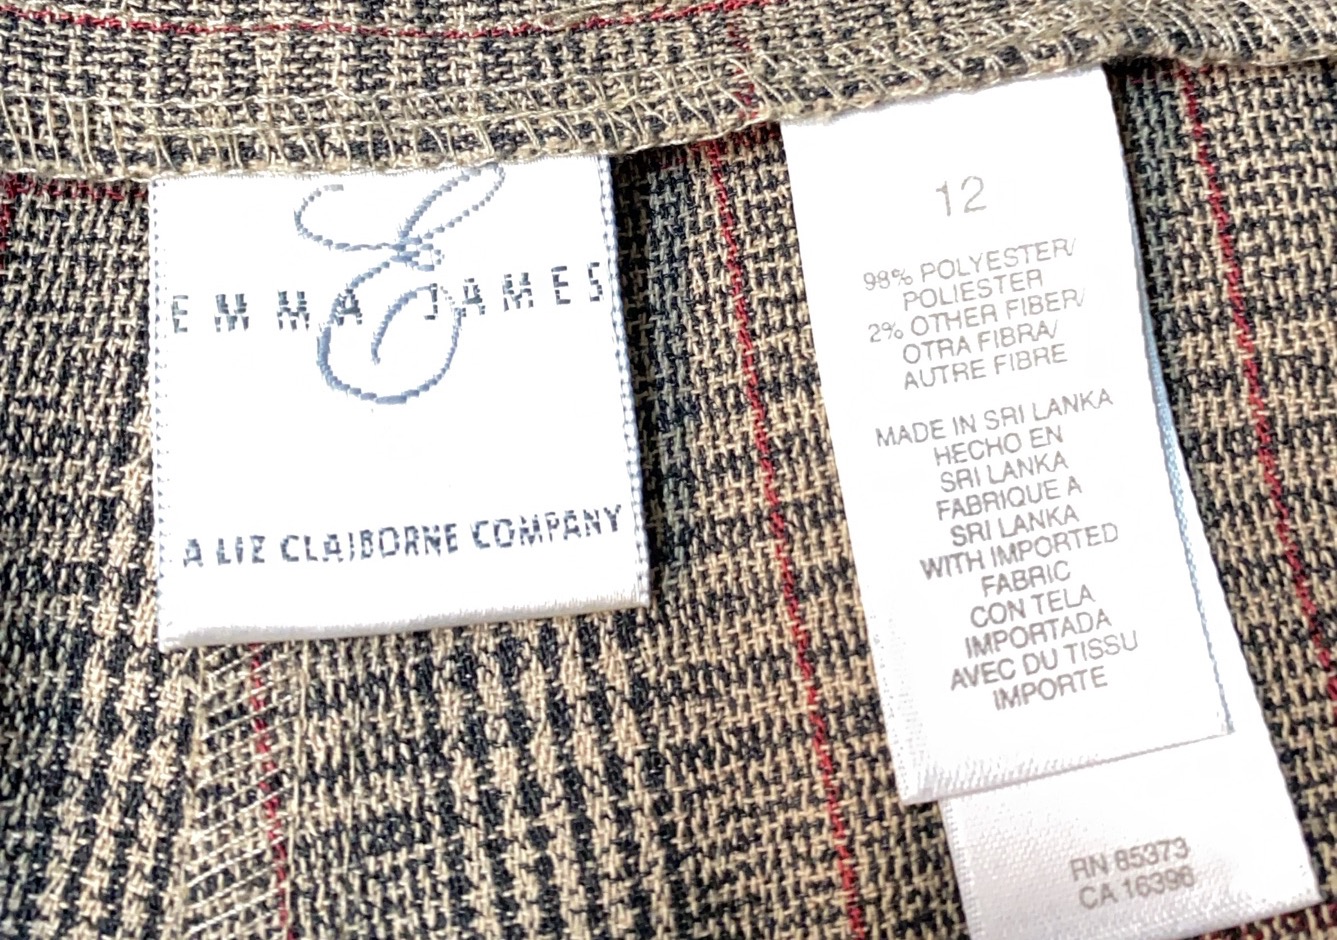 E
EMMA JAMES
A LIZ CLAIBORNE COMPANY
12
98% POLYESTER/
POLIESTER
2% OTHER FIBER/
OTRA FIBRA/
AUTRE FIBRE
MADE IN SRI LANKA
HECHO EN
SRI LANKA
FABRIQUE A
SRI LANKA
WITH IMPORTED
FABRIC
CON TELA
IMPORTADA
AVEC DU TISSU
IMPORTE
RN 85373
CA 16396